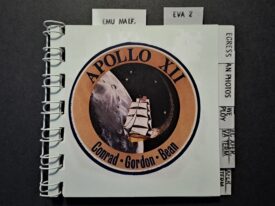 EMU MALF.
EVA 2
EGRESS
AN PHOTOS
APOLLO XII
Conrad · Gordon · Bean